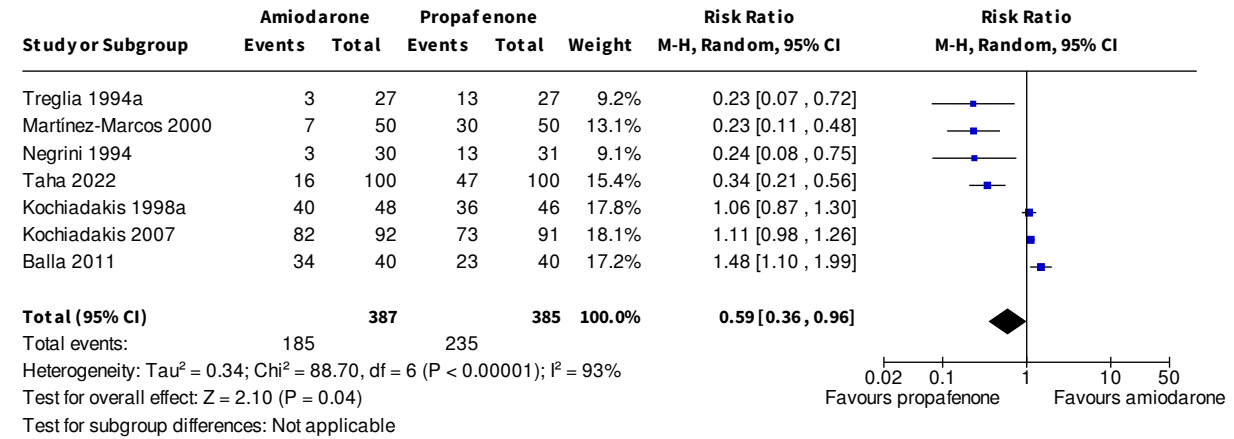 Amiodarone Propafenone Risk Ratio Risk Ratio
Study or Subgroup Events Total Events Total Weight M-H, Random, 95% CI M-H, Random, 95% CI
Treglia 1994a 3 27 13 27 9.2% 0.23 [0.07 , 0.72]
Martínez-Marcos 2000 7 50 30 50 13.1% 0.23 [0.11 , 0.48]
Negrini 1994 3 30 13 31 9.1% 0.24 [0.08 , 0.75]
Taha 2022 16 100 47 100 15.4% 0.34 [0.21 , 0.56]
Kochiadakis 1998a 40 48 36 46 17.8% 1.06 [0.87 , 1.30]
Kochiadakis 2007 82 92 73 91 18.1% 1.11 [0.98 , 1.26]
Balla 2011 34 40 23 40 17.2% 1.48 [1.10 , 1.99]
Total (95% CI) 387 385 100.0% 0.59 [0.36 , 0.96]
Total events: 185 235
Heterogeneity: Tau² = 0.34; Chi² = 88.70, df = 6 (P < 0.00001); I² = 93%
Test for overall effect: Z = 2.10 (P = 0.04)
Test for subgroup differences: Not applicable
0.02 0.1 1 10 50
Favours propafenone Favours amiodarone